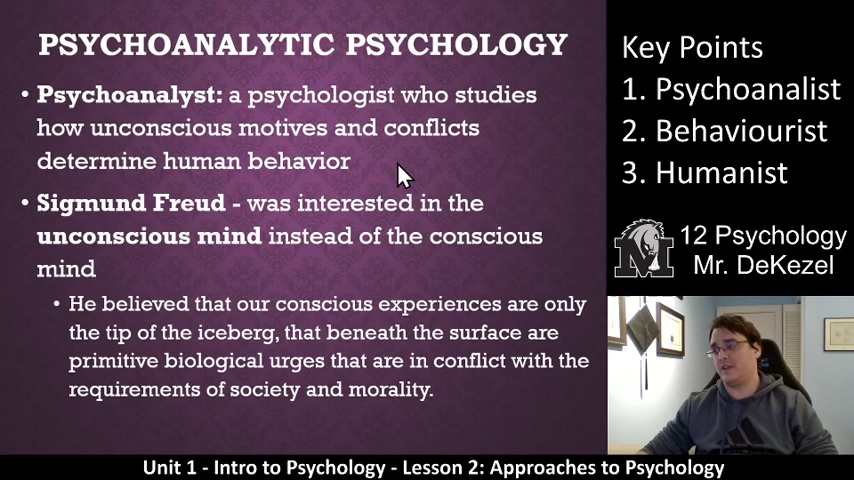 PSYCHOANALYTIC PSYCHOLOGY
• Psychoanalyst: a psychologist who studies
how unconscious motives and conflicts
determine human behavior
• Sigmund Freud - was interested in the
unconscious mind instead of the conscious
mind
• He believed that our conscious experiences are only
the tip of the iceberg, that beneath the surface are
primitive biological urges that are in conflict with the
requirements of society and morality.
Key Points
1. Psychoanalist
2. Behaviourist
3. Humanist
M
12 Psychology
Mr. DeKezel
Unit 1 - Intro to Psychology - Lesson 2: Approaches to Psychology